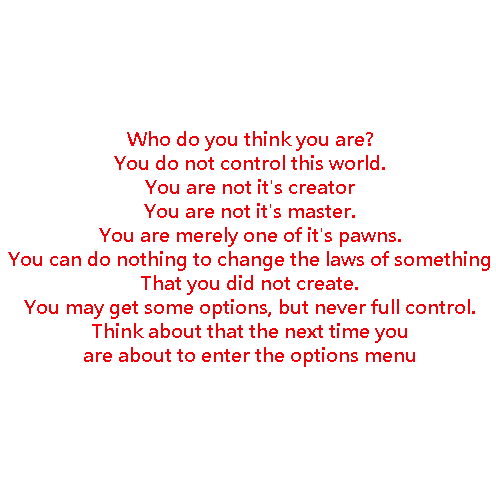 Who do you think you are?
You do not control this world.
You are not it's creator
You are not it's master.
You are merely one of it's pawns.
You can do nothing to change the laws of something
That you did not create.
You may get some options, but never full control.
Think about that the next time you
are about to enter the options menu